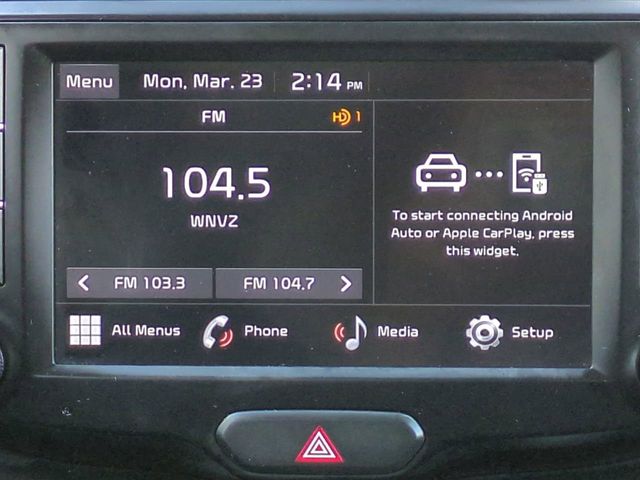 Menu Mon, Mar. 23 2:14 PM
FM HD 1
104.5
WNVZ
FM 103.3 FM 104.7
To start connecting Android
Auto or Apple CarPlay, press
this widget.
All Menus Phone Media Setup